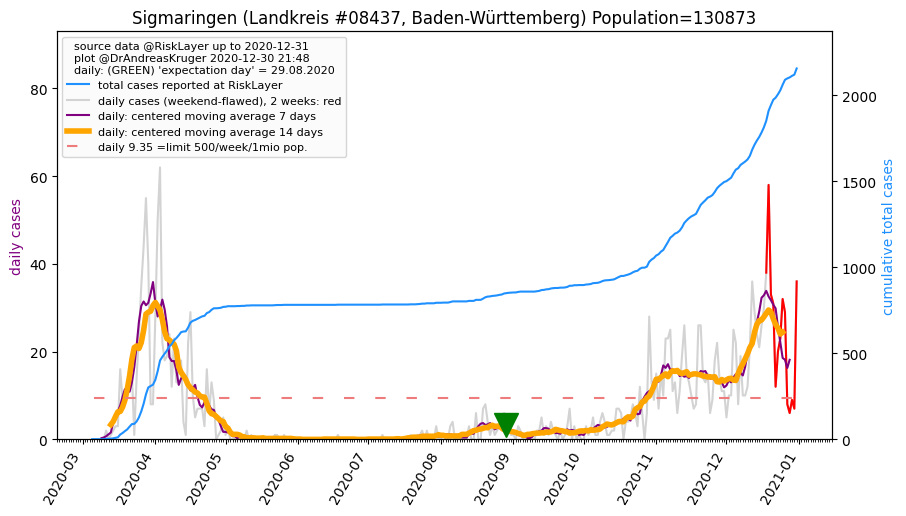 Sigmaringen (Landkreis #08437, Baden-Württemberg) Population=130873
source data @RiskLayer up to 2020-12-31
plot @DrAndreasKruger 2020-12-30 21:48
daily: (GREEN) 'expectation day' = 29.08.2020
total cases reported at RiskLayer
daily cases (weekend-flawed), 2 weeks: red
daily: centered moving average 7 days
daily: centered moving average 14 days
daily 9.35 =limit 500/week/1mio pop.
daily cases
80
60
40
20
0
cumulative total cases
2000
1500
1000
500
0
2020-03
2020-04
2020-05
2020-06
2020-07
2020-08
2020-09
2020-10
2020-11
2020-12
2021-01